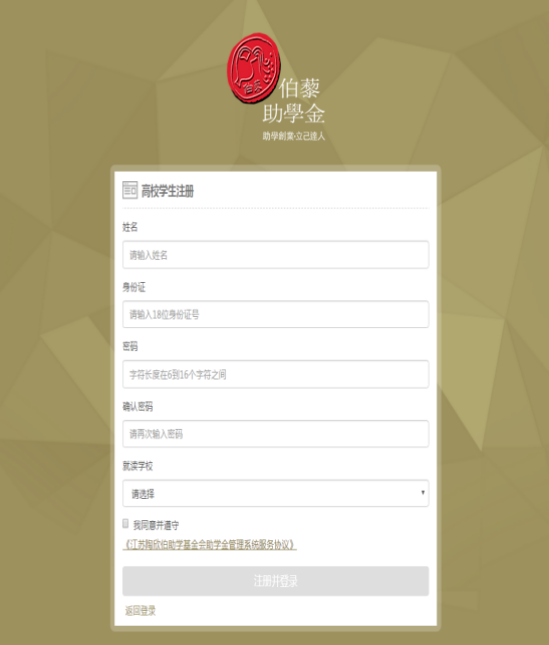 伯藜
助學金
助學創業·立己達人
高校学生注册
姓名
请输入姓名
身份证
请输入18位身份证号
密码
字符长度在6到16个字符之间
确认密码
请再次输入密码
就读学校
请选择
我同意并遵守
《江苏陶欣伯助学基金会助学金管理系统服务协议》
注册并登录
返回登录